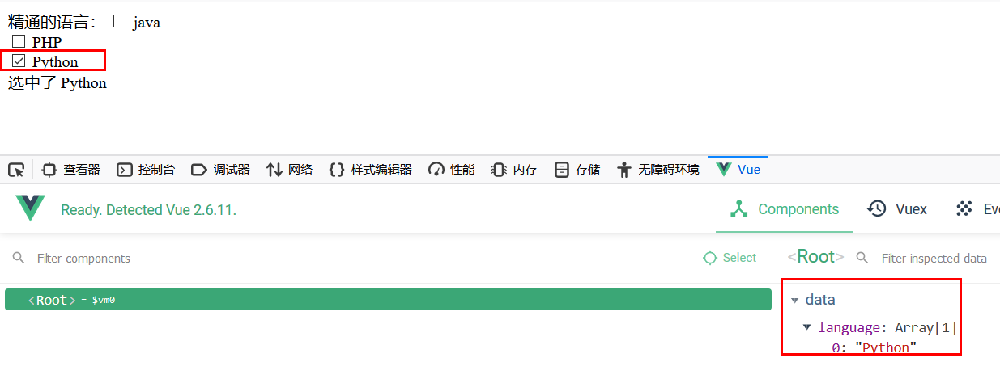 精通的语言： java
PHP
Python
选中了 Python
查看器 控制台 调试器 网络 样式编辑器 性能 内存 存储 无障碍环境 Vue
Ready. Detected Vue 2.6.11. Components Vuex Eve
Filter components Select <Root> Filter inspected data
<Root> = $vm0
data
language: Array[1]
0: "Python"